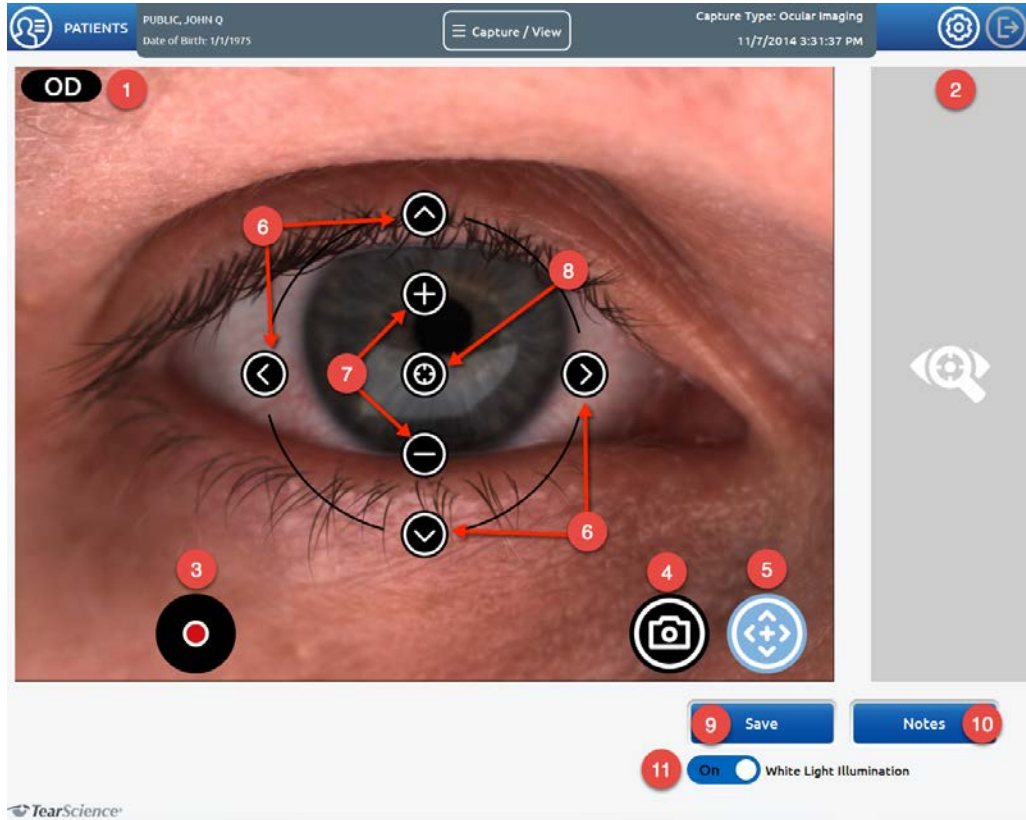 PATIENTS
PUBLIC, JOHN Q
Date of Birth: 1/1/1975
☰ Capture / View
Capture Type: Ocular Imaging
11/7/2014 3:31:37 PM
OD
1
2
6
8
7
6
3
4
5
9
Save
Notes
10
11
On
White Light Illumination
TearScience®